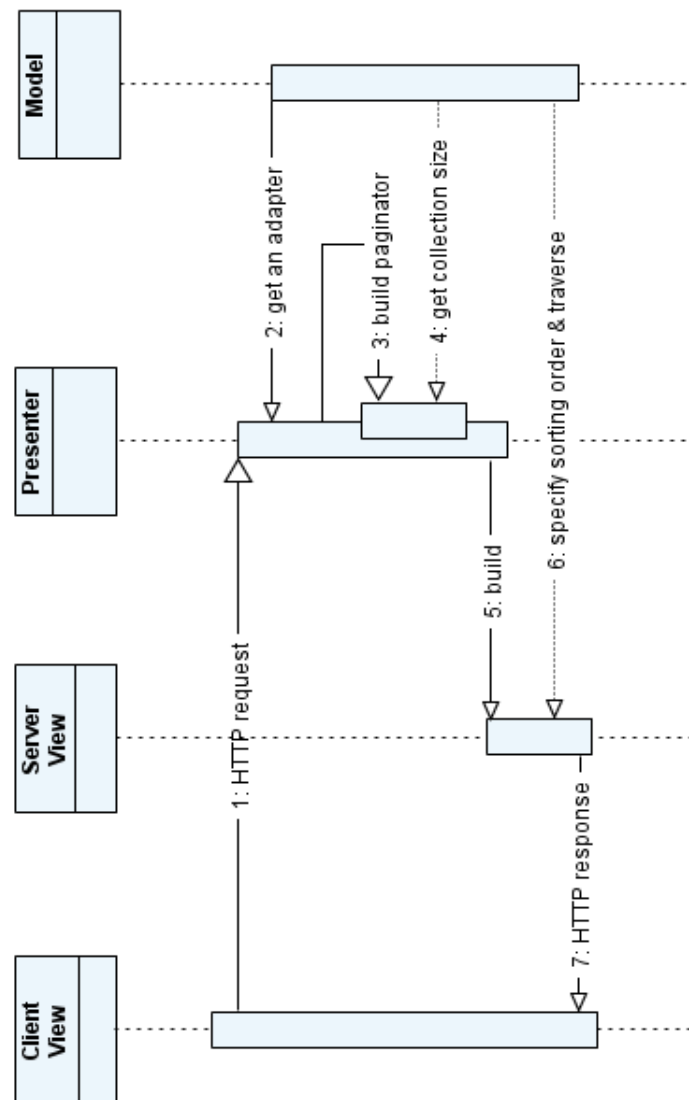 Client
View
Server
View
Presenter
Model
1: HTTP request
2: get an adapter
3: build paginator
4: get collection size
5: build
6: specify sorting order & traverse
7: HTTP response